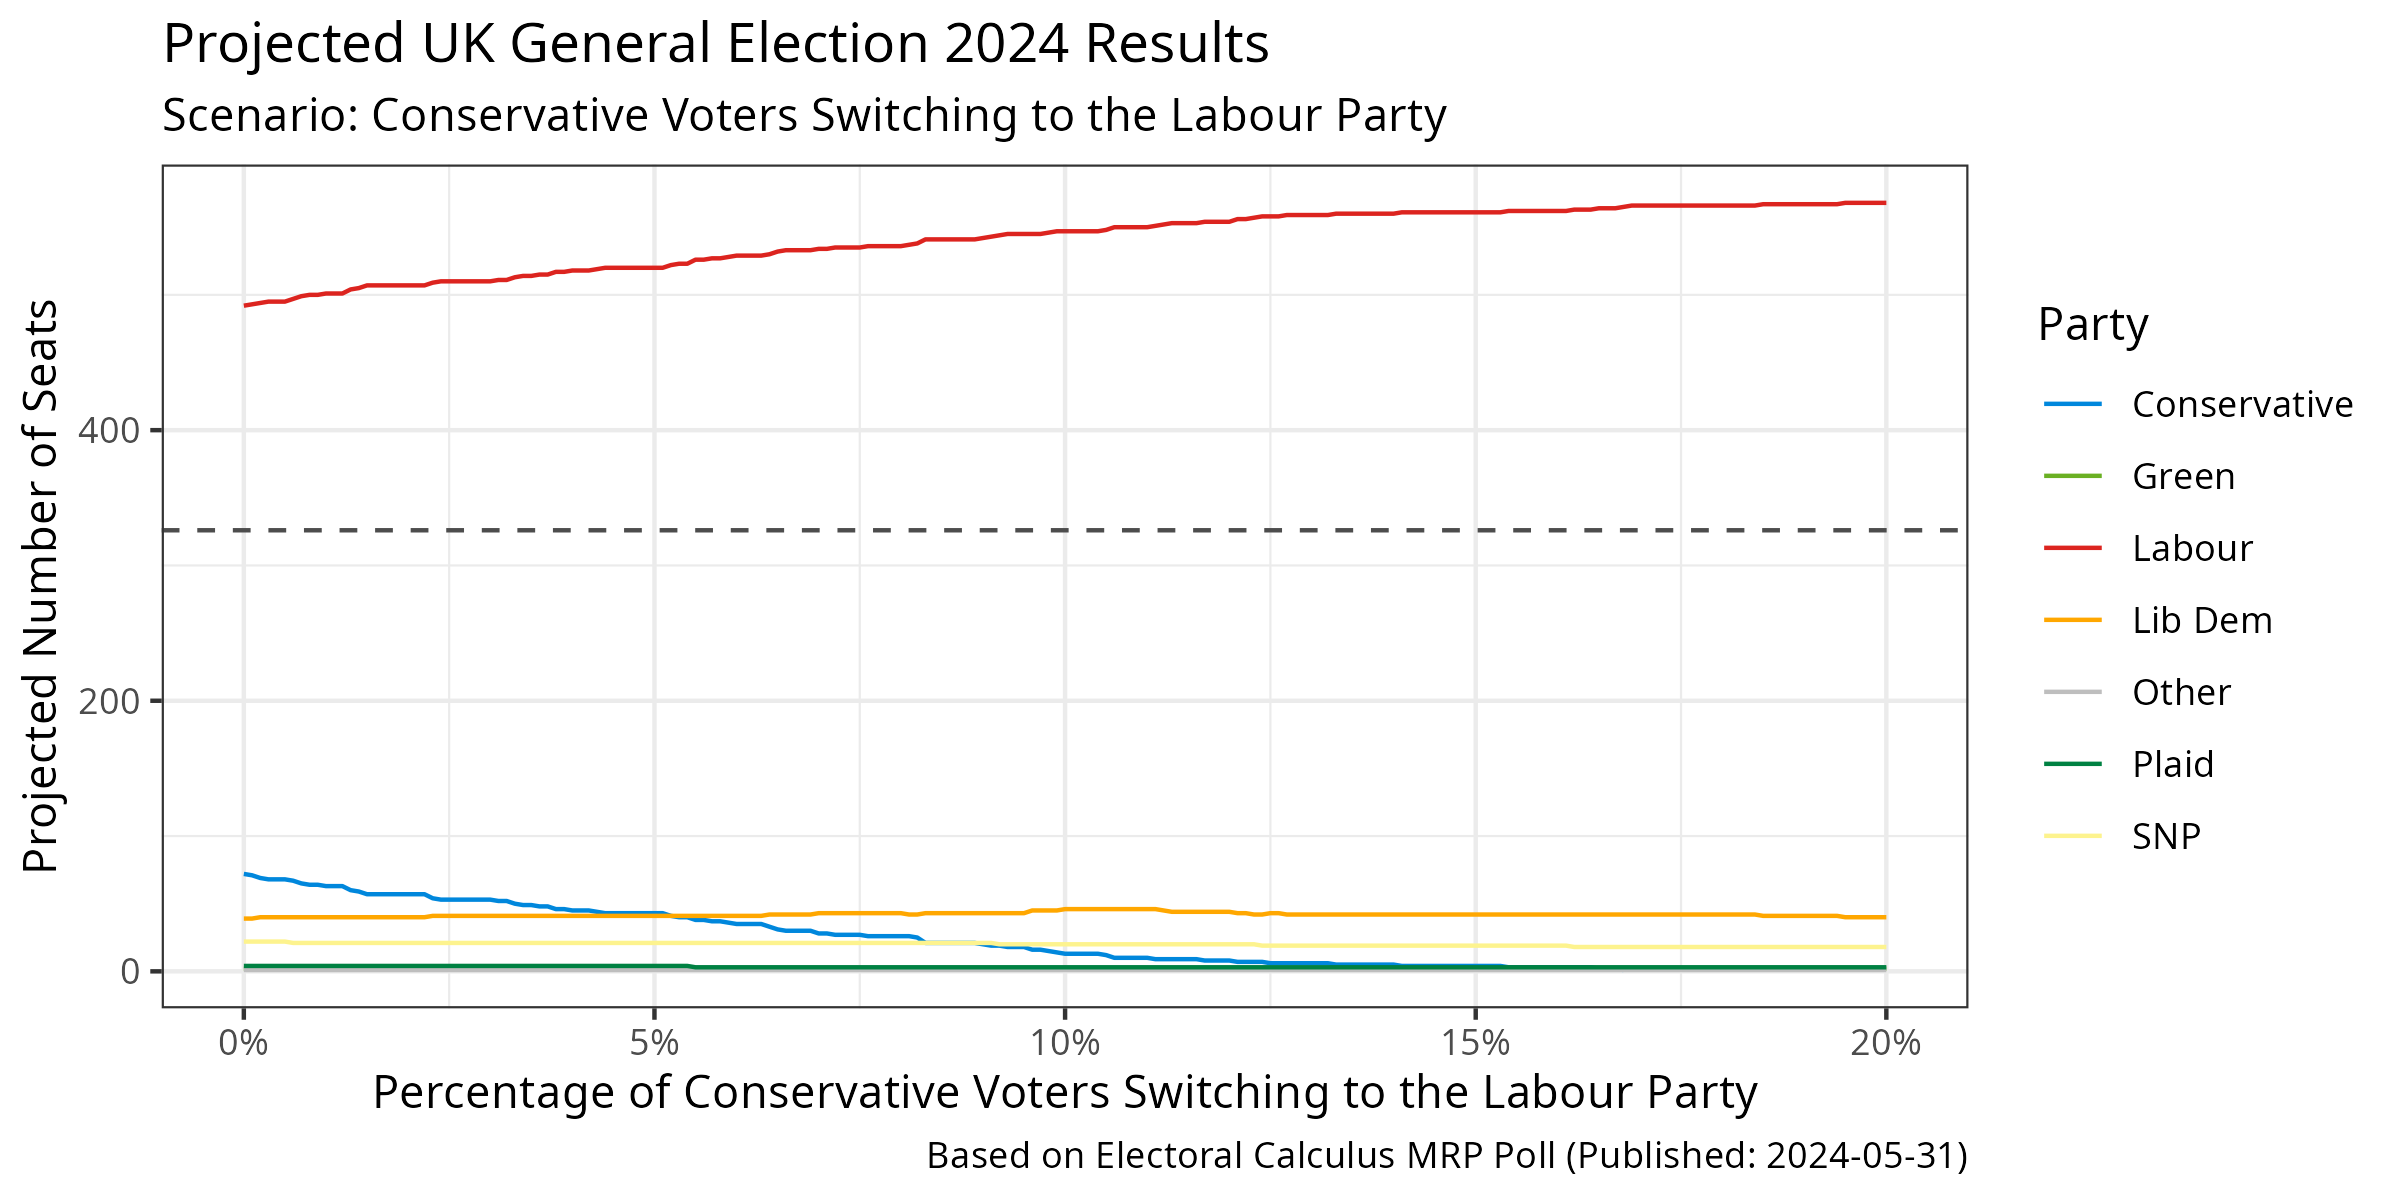 Projected UK General Election 2024 Results
Scenario: Conservative Voters Switching to the Labour Party
Projected Number of Seats
400
200
0
0%
5%
10%
15%
20%
Percentage of Conservative Voters Switching to the Labour Party
Based on Electoral Calculus MRP Poll (Published: 2024-05-31)
Party
Conservative
Green
Labour
Lib Dem
Other
Plaid
SNP